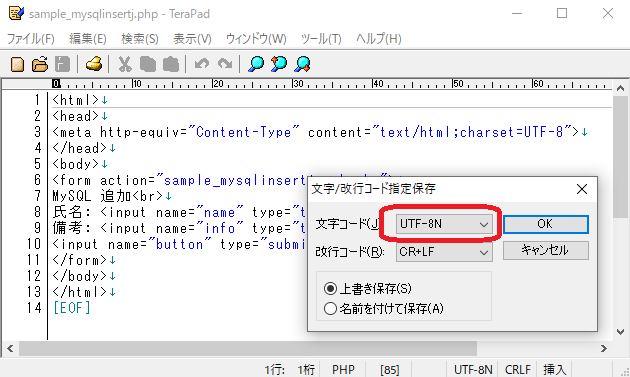 sample_mysqlinsertj.php - TeraPad
ファイル(F) 編集(E) 検索(S) 表示(V) ウィンドウ(W) ツール(T) ヘルプ(H)
0 10 20 30 40 50 60
1 <html>↓
2 <head>↓
3 <meta http-equiv="Content-Type" content="text/html;charset=UTF-8">↓
4 </head>↓
5 <body>↓
6 <form action="sample_mysqlinsert
7 MySQL 追加<br>↓
8 氏名: <input name="name" type="t
9 備考: <input name="info" type="t
10 <input name="button" type="submi
11 </form>↓
12 </body>↓
13 </html>↓
14 [EOF]
文字/改行コード指定保存
文字コード(J UTF-8N OK
改行コード(R): CR+LF キャンセル
上書き保存(S)
名前を付けて保存(A)
1行: 1桁 PHP [85] UTF-8N CRLF 挿入